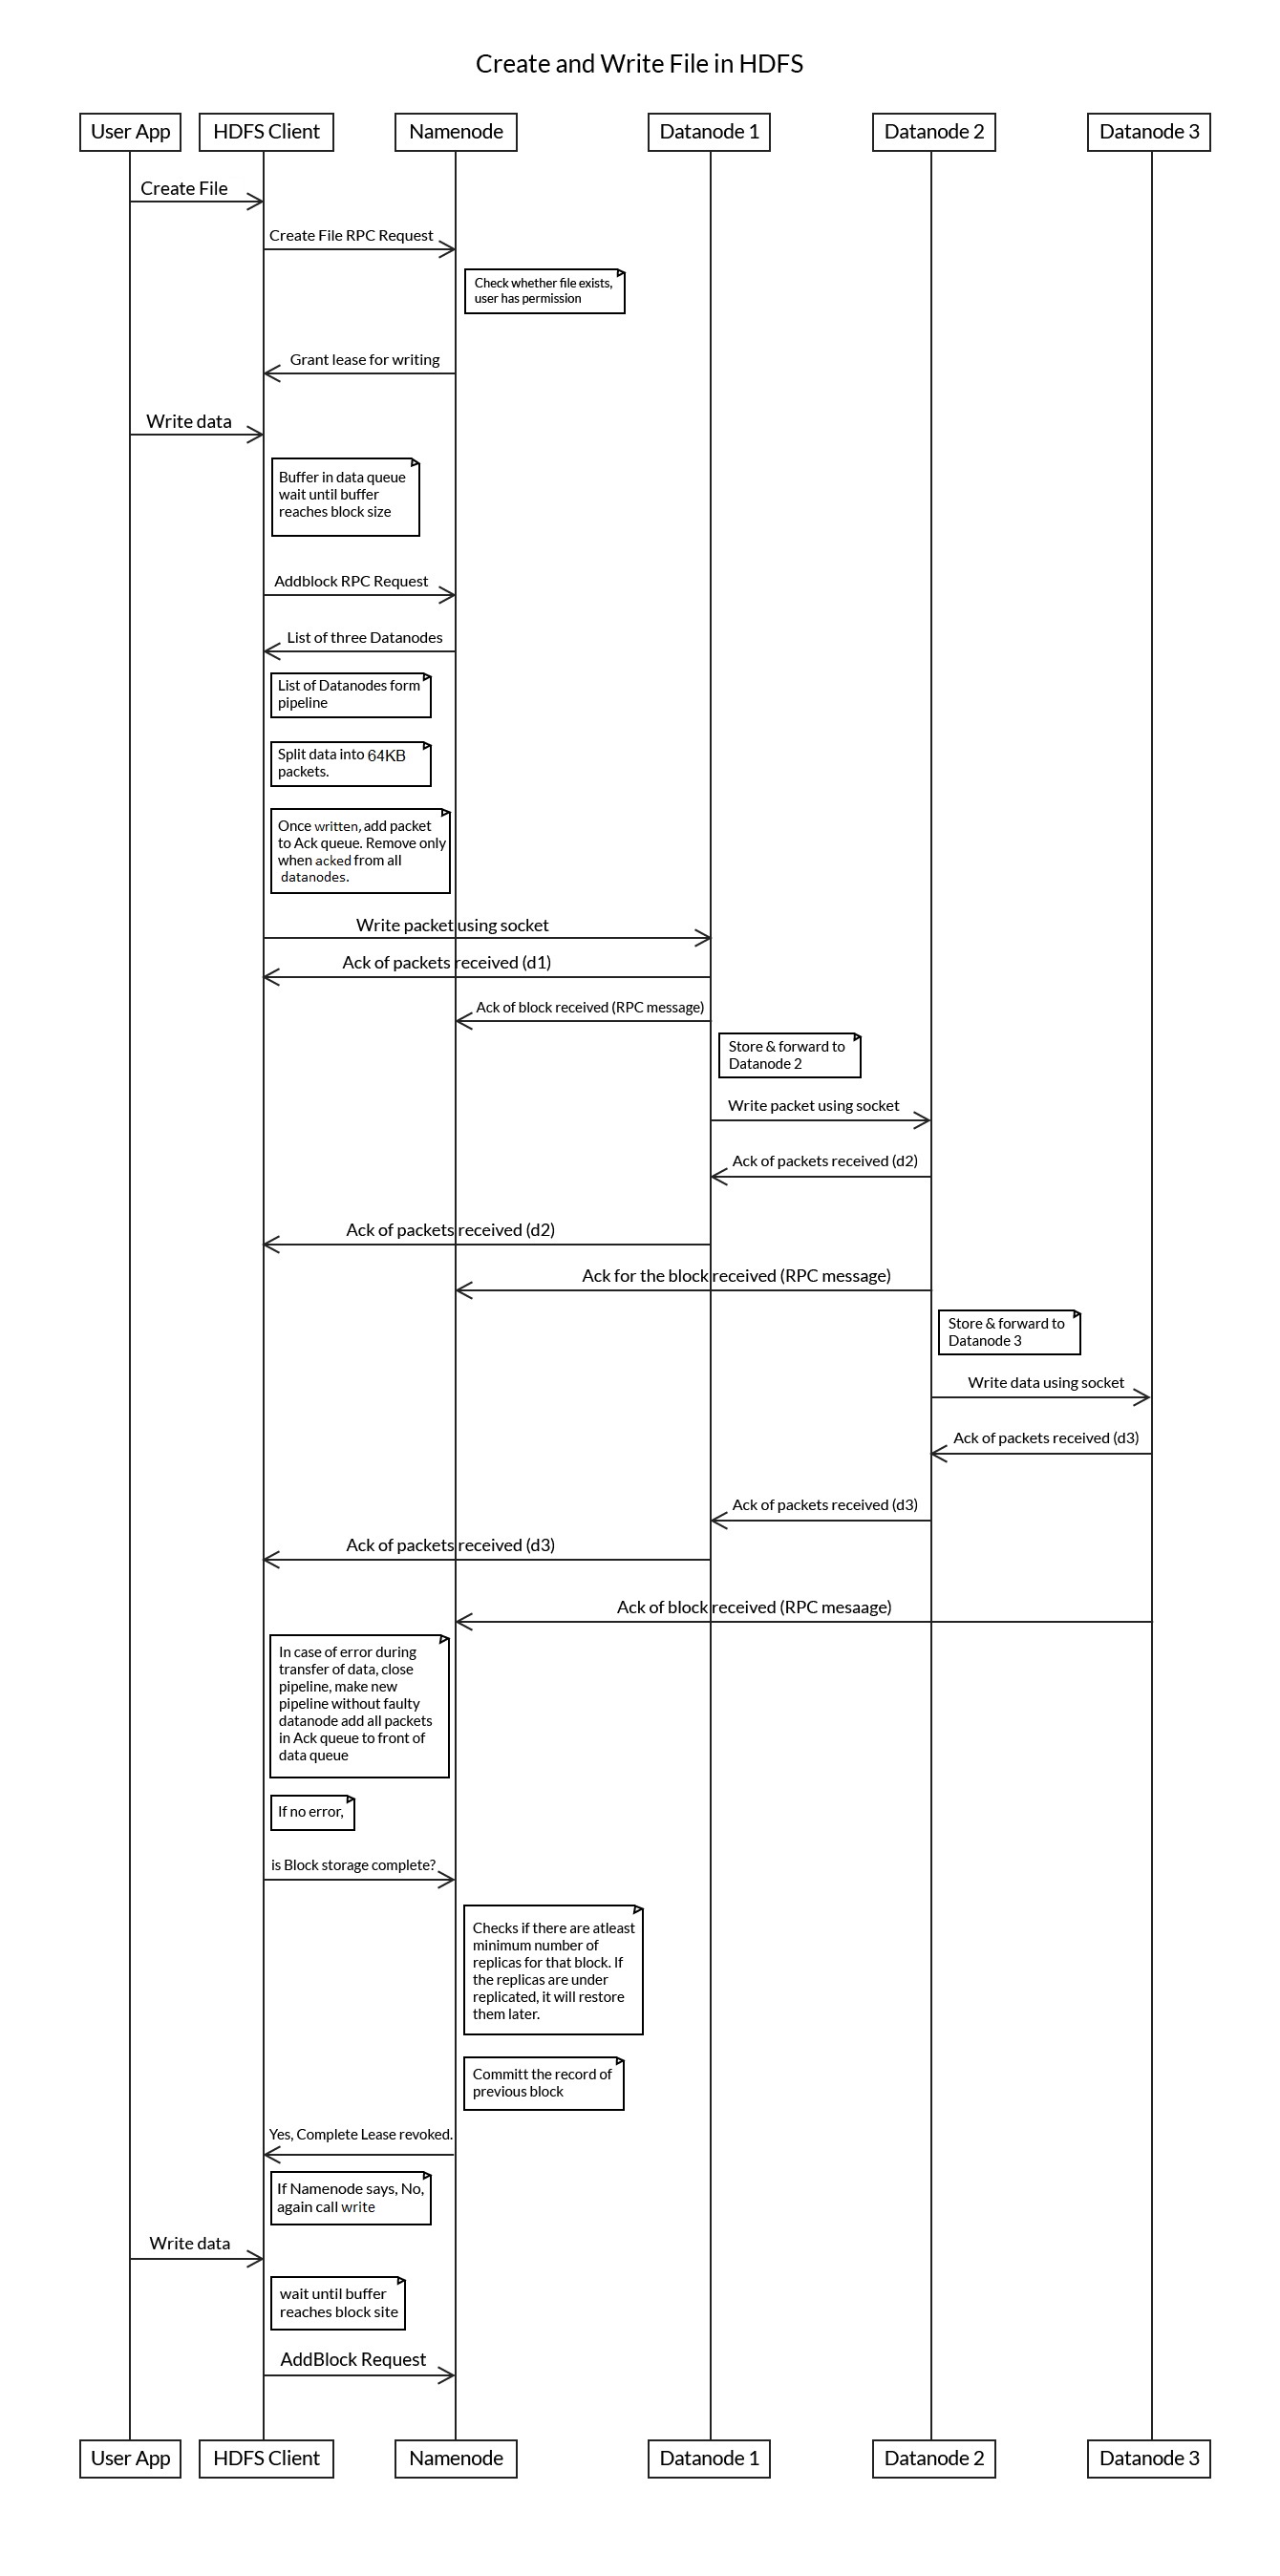 Create and Write File in HDFS
User App
HDFS Client
Namenode
Datanode 1
Datanode 2
Datanode 3
Create File
Create File RPC Request
Check whether file exists,
user has permission
Grant lease for writing
Write data
Buffer in data queue
wait until buffer
reaches block size
Addblock RPC Request
List of three Datanodes
List of Datanodes form
pipeline
Split data into 64KB
packets.
Once written, add packet
to Ack queue. Remove only
when acked from all
datanodes.
Write packet using socket
Ack of packets received (d1)
Ack of block received (RPC message)
Store & forward to
Datanode 2
Write packet using socket
Ack of packets received (d2)
Ack of packets received (d2)
Ack for the block received (RPC message)
Store & forward to
Datanode 3
Write data using socket
Ack of packets received (d3)
Ack of packets received (d3)
Ack of packets received (d3)
Ack of block received (RPC mesaage)
In case of error during
transfer of data, close
pipeline, make new
pipeline without faulty
datanode add all packets
in Ack queue to front of
data queue
If no error,
is Block storage complete?
Checks if there are atleast
minimum number of
replicas for that block. If
the replicas are under
replicated, it will restore
them later.
Committ the record of
previous block
Yes, Complete Lease revoked.
If Namenode says, No,
again call write
Write data
wait until buffer
reaches block site
AddBlock Request
User App
HDFS Client
Namenode
Datanode 1
Datanode 2
Datanode 3